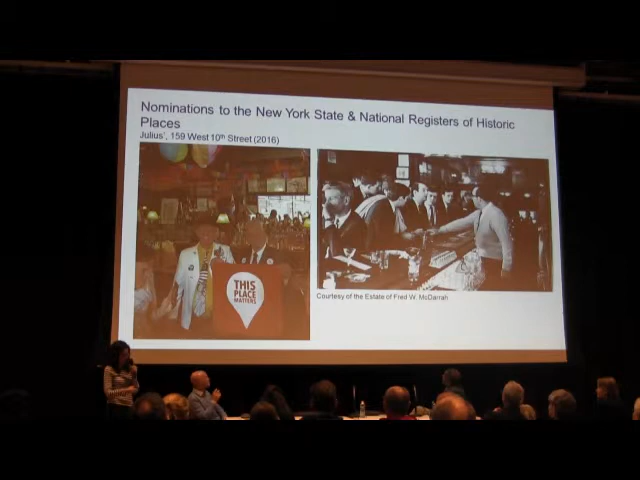 Nominations to the New York State & National Registers of Historic
Places
Julius', 159 West 10th Street (2016)
THIS
PLACE
MATTERS
Courtesy of the Estate of Fred W. McDarrah